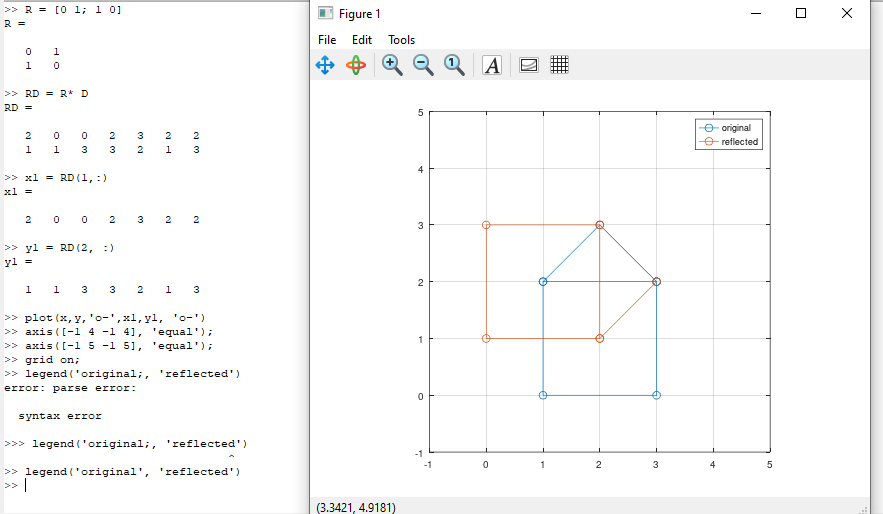 >> R = [0 1; 1 0]
R =
0 1
1 0
>> RD = R* D
RD =
2 0 0 2 3 2 2
1 1 3 3 2 1 3
>> x1 = RD(1,:)
x1 =
2 0 0 2 3 2 2
>> y1 = RD(2, :)
y1 =
1 1 3 3 2 1 3
>> plot(x,y,'o-',x1,y1, 'o-')
>> axis([-1 4 -1 4], 'equal');
>> axis([-1 5 -1 5], 'equal');
>> grid on;
>> legend('original;, 'reflected')
error: parse error:
syntax error
>>> legend('original;, 'reflected')
^
>> legend('original', 'reflected')
>>
Figure 1
File Edit Tools
1 A
original
reflected
5
4
3
2
1
0
-1
-1 0 1 2 3 4 5
(3.3421, 4.9181)